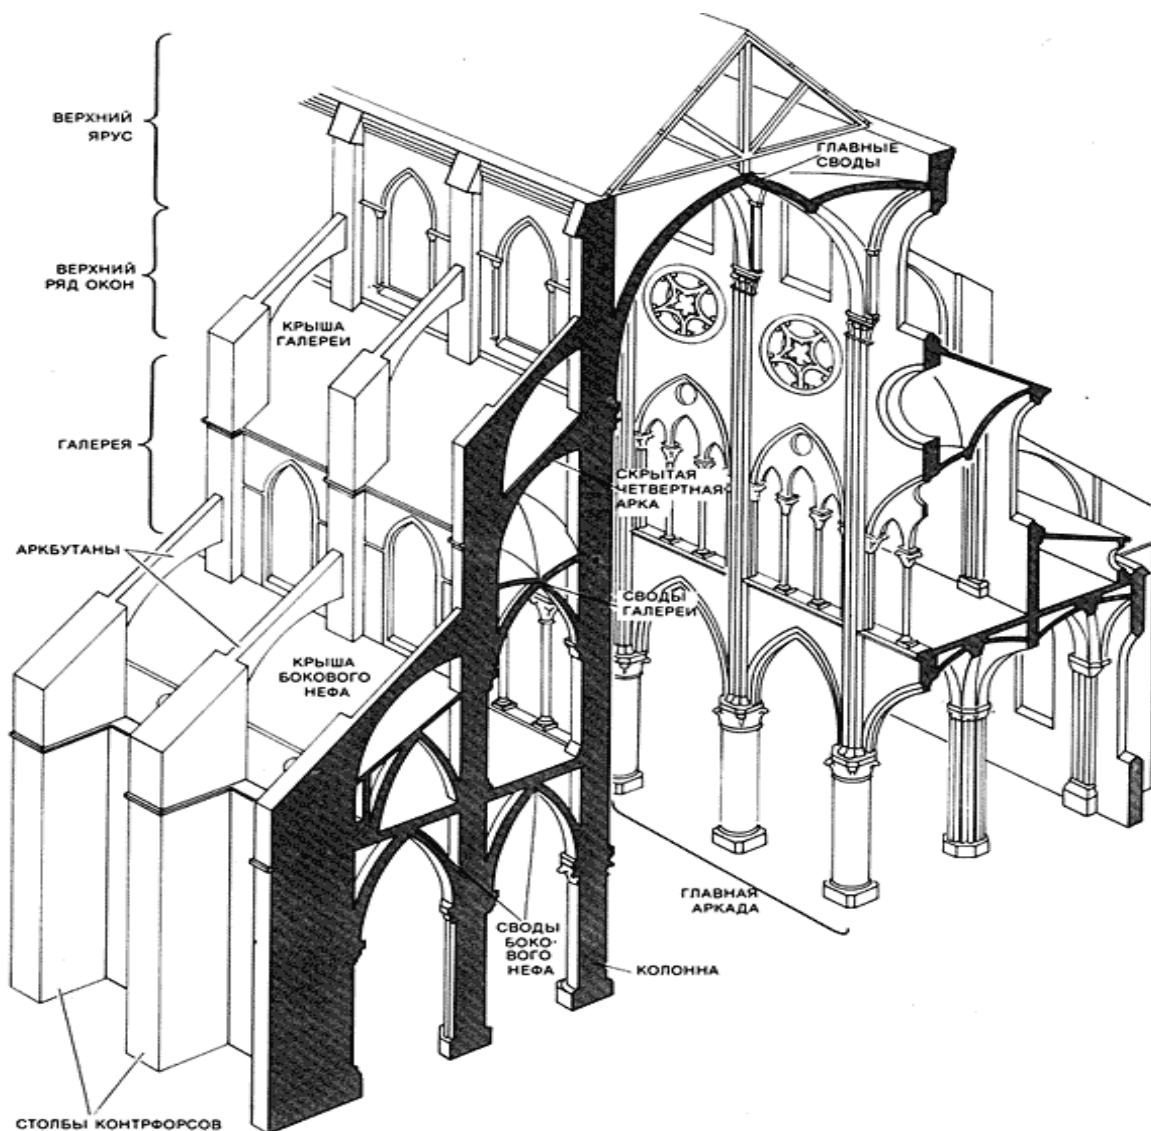 ВЕРХНИЙ
ЯРУС
ГЛАВНЫЕ
СВОДЫ
ВЕРХНИЙ
РЯД ОКОН
КРЫША
ГАЛЕРЕИ
ГАЛЕРЕЯ
СКРЫТАЯ
ЧЕТВЕРТНАЯ
АРКА
АРКБУТАНЫ
СВОДЫ
ГАЛЕРЕИ
КРЫША
БОКОВОГО
НЕФА
ГЛАВНАЯ
АРКАДА
СВОДЫ
БОКО-
ВОГО
НЕФА
КОЛОННА
СТОЛБЫ КОНТРФОРСОВ